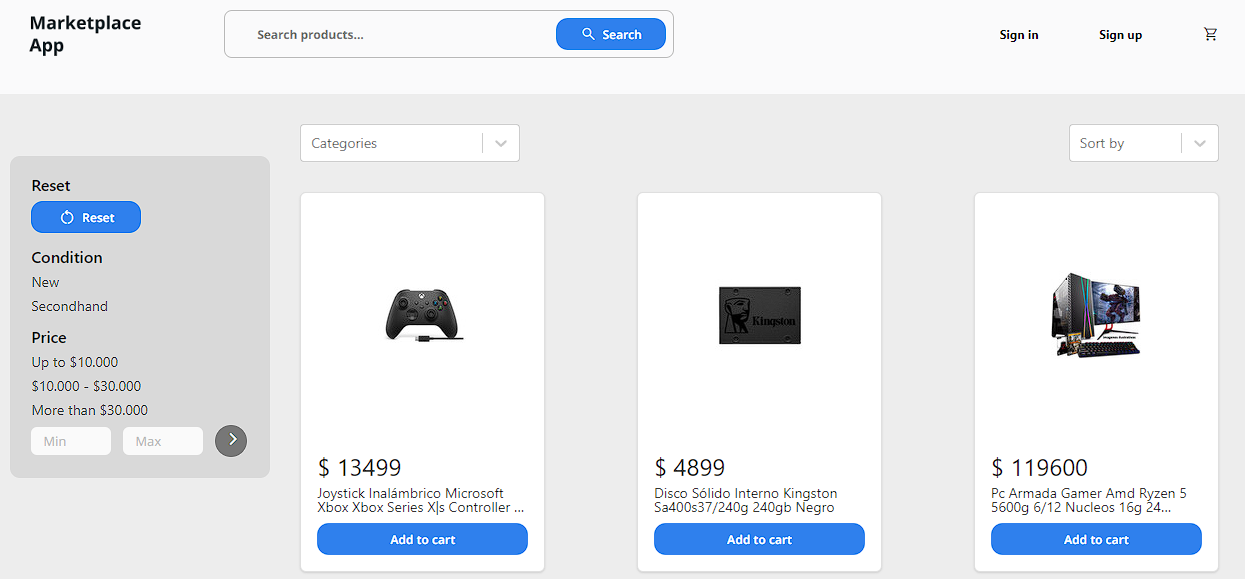 Marketplace
App
Search products...
Search
Sign in
Sign up
Categories
Sort by
Reset
Reset
Condition
New
Secondhand
Price
Up to $10.000
$10.000 - $30.000
More than $30.000
Min
Max
$ 13499
Joystick Inalámbrico Microsoft
Xbox Xbox Series X|s Controller ...
Add to cart
Kingston
$ 4899
Disco Sólido Interno Kingston
Sa400s37/240g 240gb Negro
Add to cart
$ 119600
Pc Armada Gamer Amd Ryzen 5
5600g 6/12 Nucleos 16g 24...
Add to cart